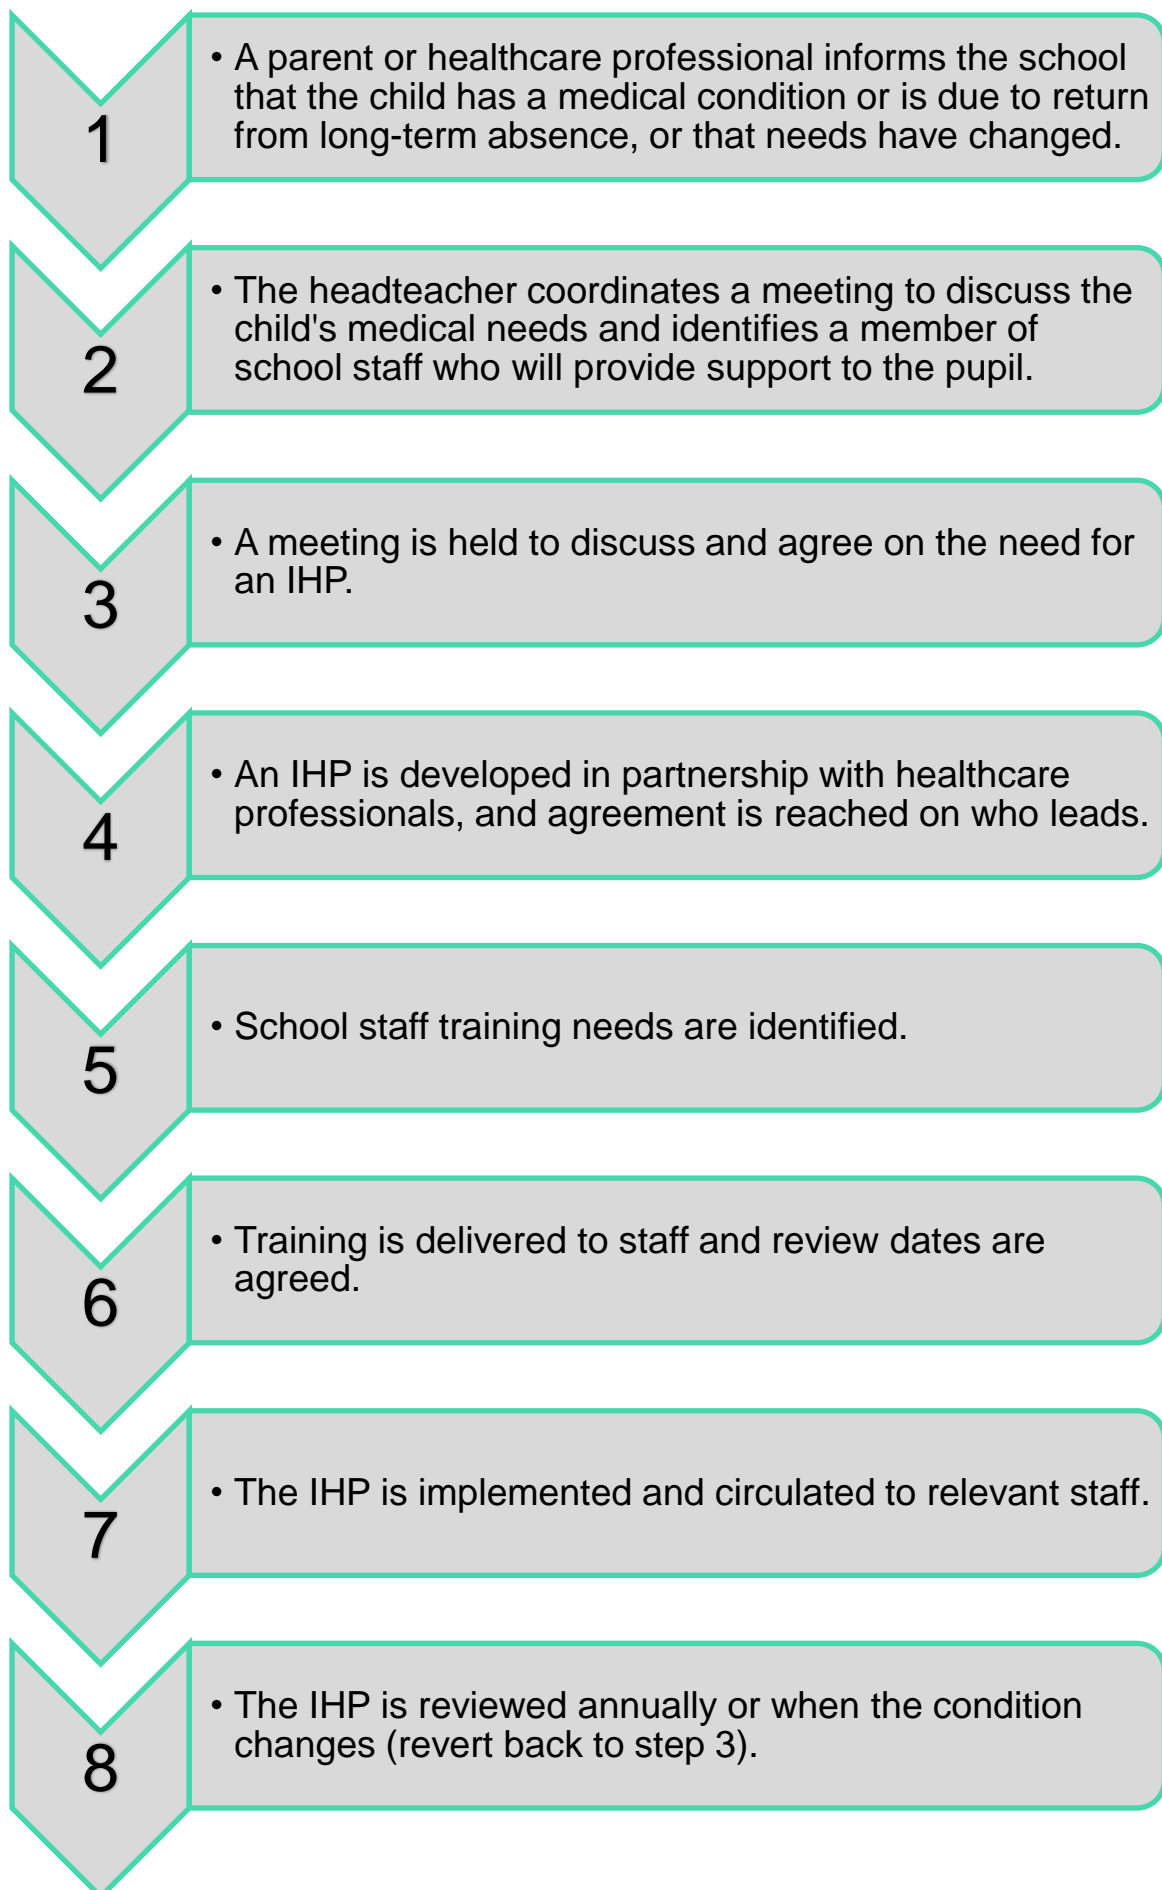 1
• A parent or healthcare professional informs the school
that the child has a medical condition or is due to return
from long-term absence, or that needs have changed.
2
• The headteacher coordinates a meeting to discuss the
child's medical needs and identifies a member of
school staff who will provide support to the pupil.
3
• A meeting is held to discuss and agree on the need for
an IHP.
4
• An IHP is developed in partnership with healthcare
professionals, and agreement is reached on who leads.
5
• School staff training needs are identified.
6
• Training is delivered to staff and review dates are
agreed.
7
• The IHP is implemented and circulated to relevant staff.
8
• The IHP is reviewed annually or when the condition
changes (revert back to step 3).